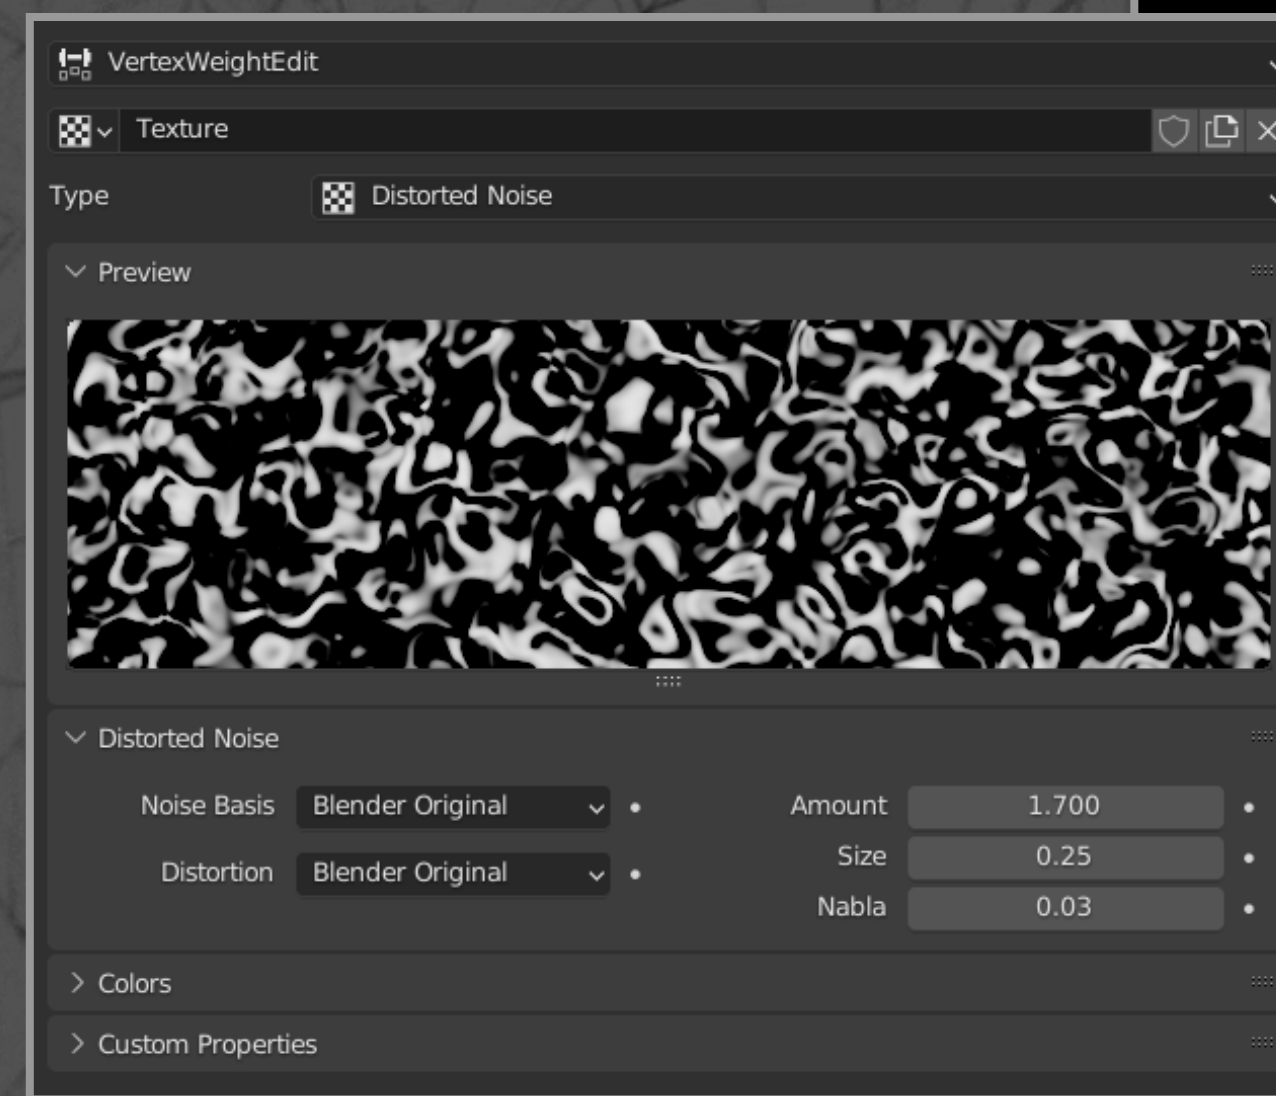 VertexWeightEdit
Texture
Type Distorted Noise
Preview
Distorted Noise
Noise Basis Blender Original Amount 1.700
Size 0.25
Distortion Blender Original
Nabla 0.03
Colors
Custom Properties